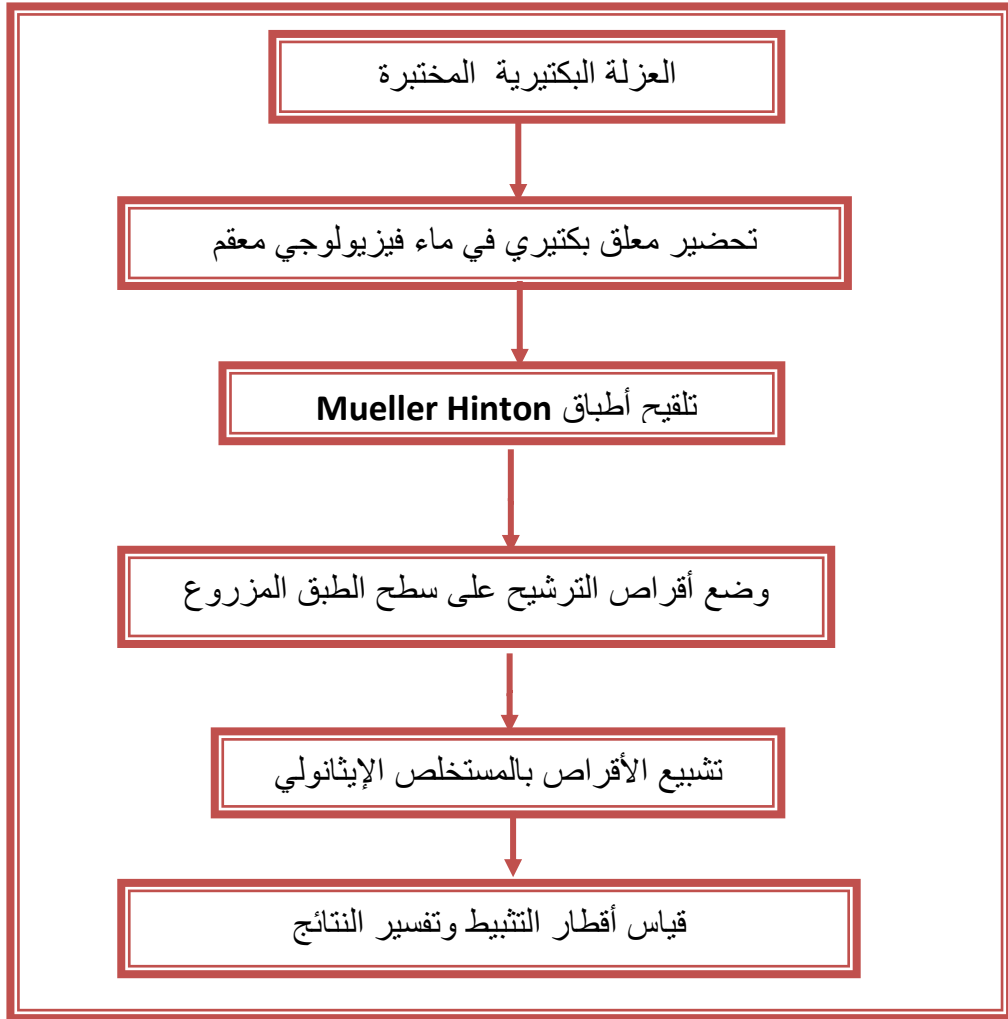 العزلة البكتيرية المختبرة
تحضير معلق بكتيري في ماء فيزيولوجي معقم
تلقيح أطباق Mueller Hinton
وضع أقراص الترشيح على سطح الطبق المزروع
تشبيع الأقراص بالمستخلص الإيثانولي
قياس أقطار التثبيط وتفسير النتائج